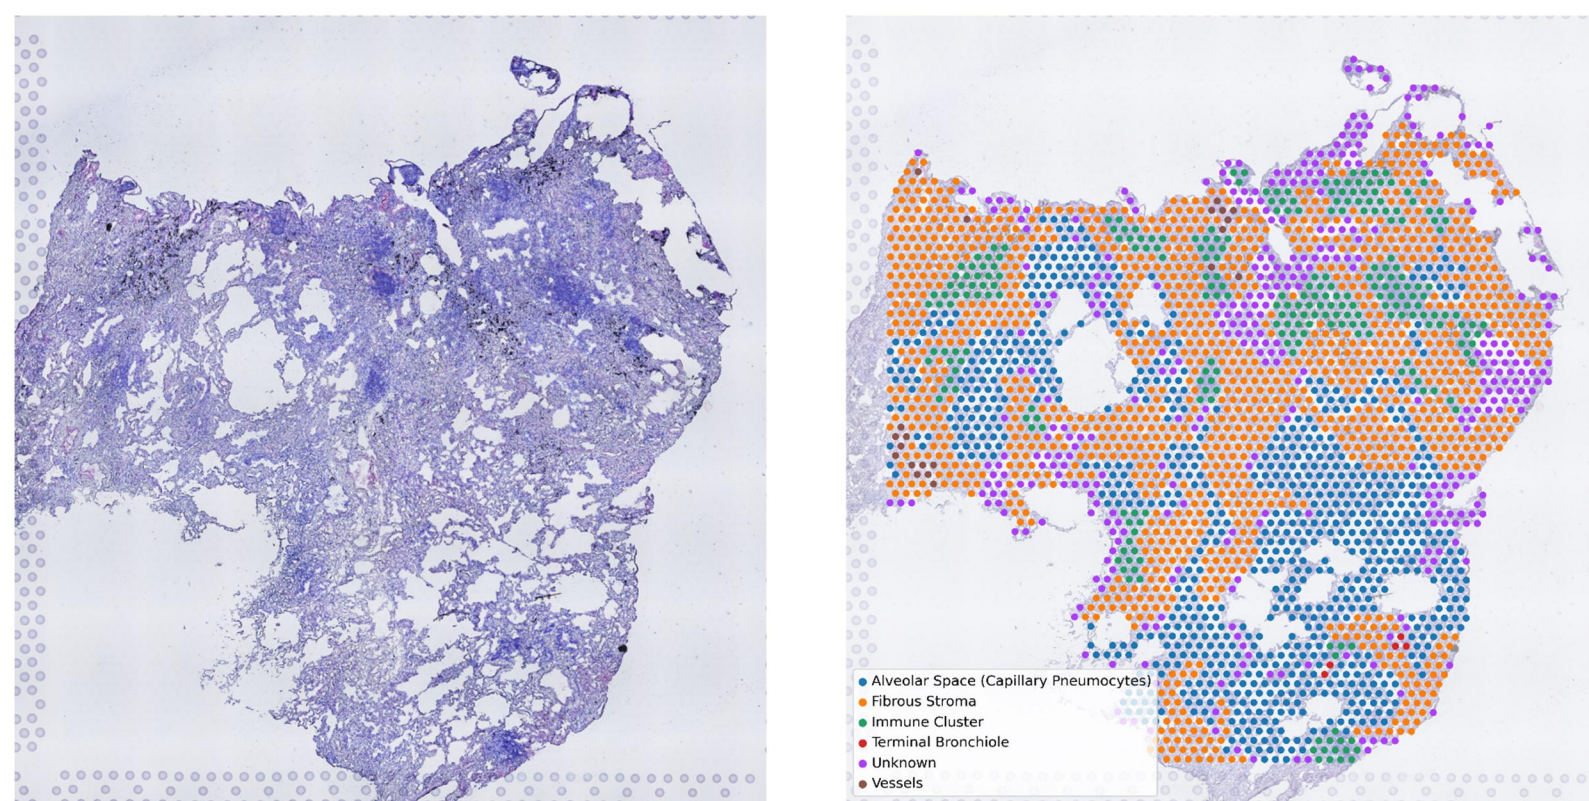 Alveolar Space (Capillary Pneumocytes)
Fibrous Stroma
Immune Cluster
Terminal Bronchiole
Unknown
Vessels